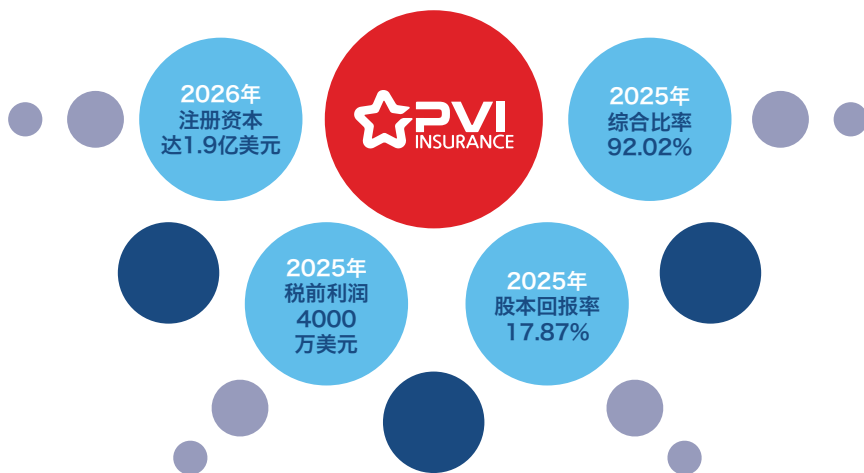 2026年
注册资本
达1.9亿美元
PVI
INSURANCE
2025年
综合比率
92.02%
2025年
税前利润
4000
万美元
2025年
股本回报率
17.87%